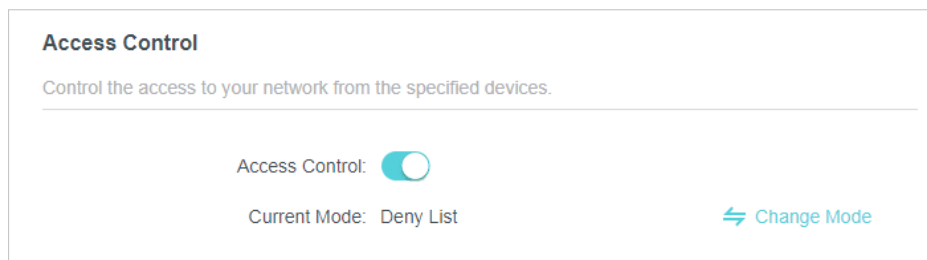 Access Control
Control the access to your network from the specified devices.
Access Control:
Current Mode: Deny List Change Mode